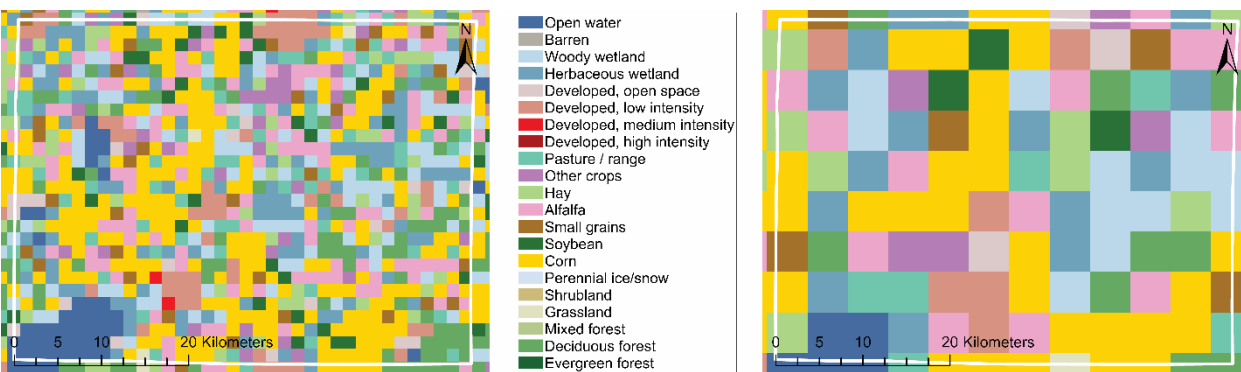 N
0 5 10 20 Kilometers
Open water
Barren
Woody wetland
Herbaceous wetland
Developed, open space
Developed, low intensity
Developed, medium intensity
Developed, high intensity
Pasture / range
Other crops
Hay
Alfalfa
Small grains
Soybean
Corn
Perennial ice/snow
Shrubland
Grassland
Mixed forest
Deciduous forest
Evergreen forest
N
0 5 10 20 Kilometers